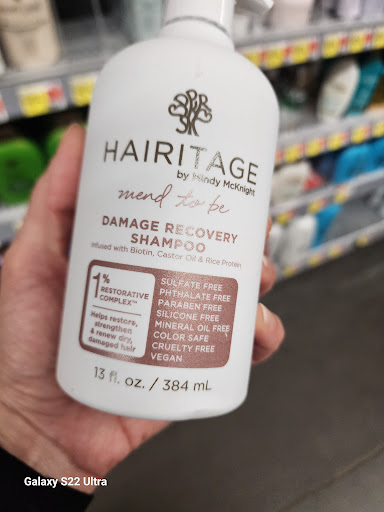 HAIRITAGE
by Mindy McKnight
mend to be
DAMAGE RECOVERY
SHAMPOO
Infused with Biotin, Castor Oil & Rice Protein
1%
RESTORATIVE
COMPLEX™
Helps restore,
strengthen
& renew dry,
damaged hair
SULFATE FREE
PHTHALATE FREE
PARABEN FREE
SILICONE FREE
MINERAL OIL FREE
COLOR SAFE
CRUELTY FREE
VEGAN
13 fl. oz. / 384 mL
Galaxy S22 Ultra